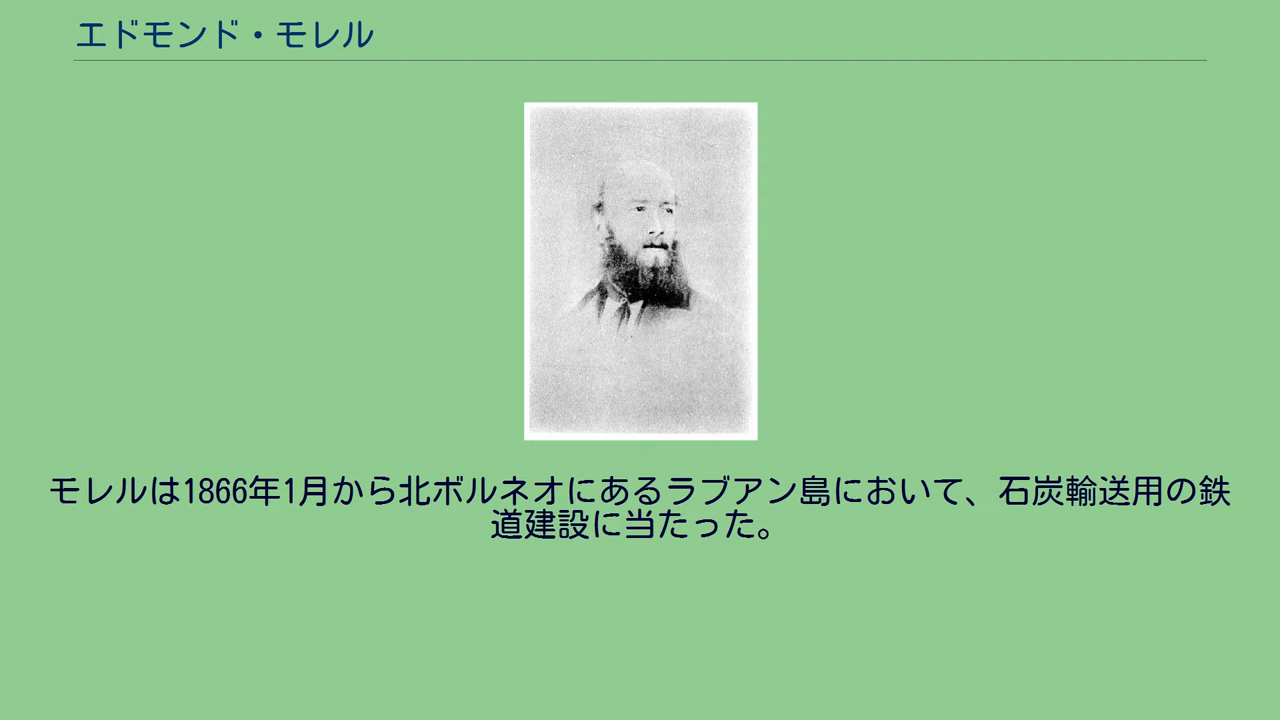 エドモンド・モレル
モレルは1866年1月から北ボルネオにあるラブアン島において、石炭輸送用の鉄
道建設に当たった。